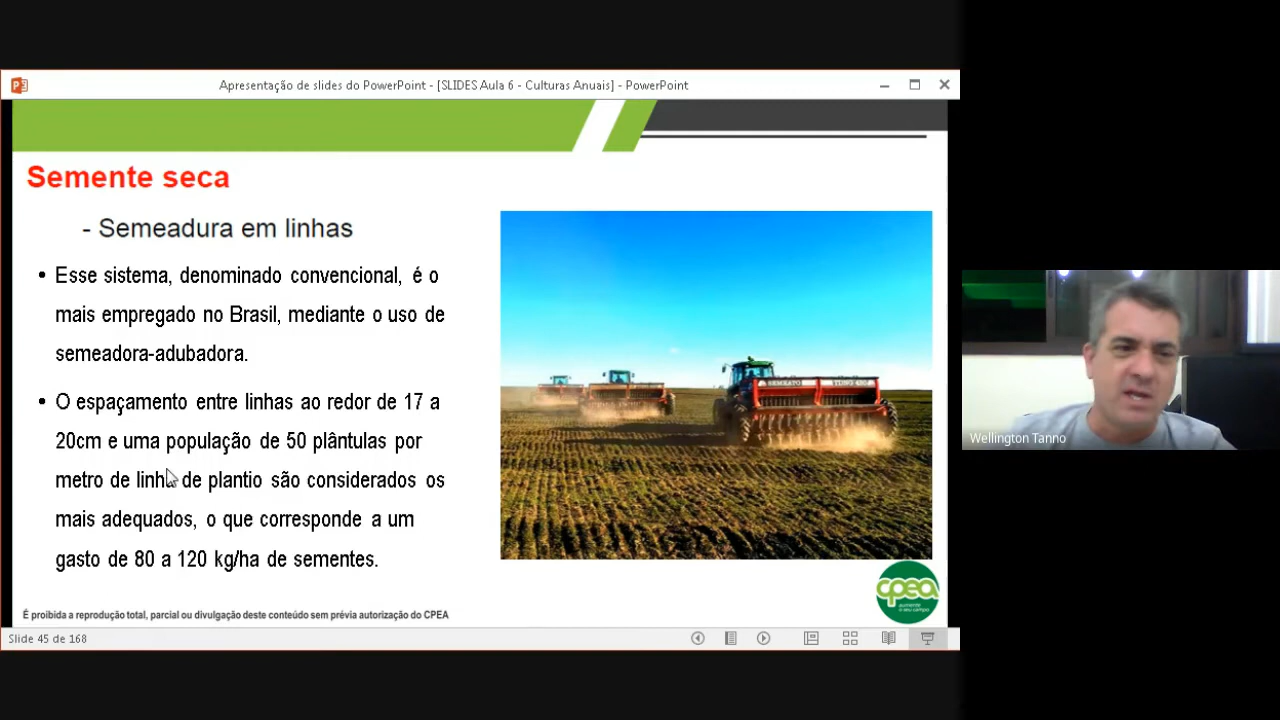 Apresentação de slides do PowerPoint - [SLIDES Aula 6 - Culturas Anuais] - PowerPoint
Semente seca
- Semeadura em linhas
• Esse sistema, denominado convencional, é o
mais empregado no Brasil, mediante o uso de
semeadora-adubadora.
• O espaçamento entre linhas ao redor de 17 a
20cm e uma população de 50 plântulas por
metro de linha de plantio são considerados os
mais adequados, o que corresponde a um
gasto de 80 a 120 kg/ha de sementes.
SEMEATO
cpea
aumente
o seu campo
É proibida a reprodução total, parcial ou divulgação deste conteúdo sem prévia autorização do CPEA
Slide 45 de 168
Wellington Tanno